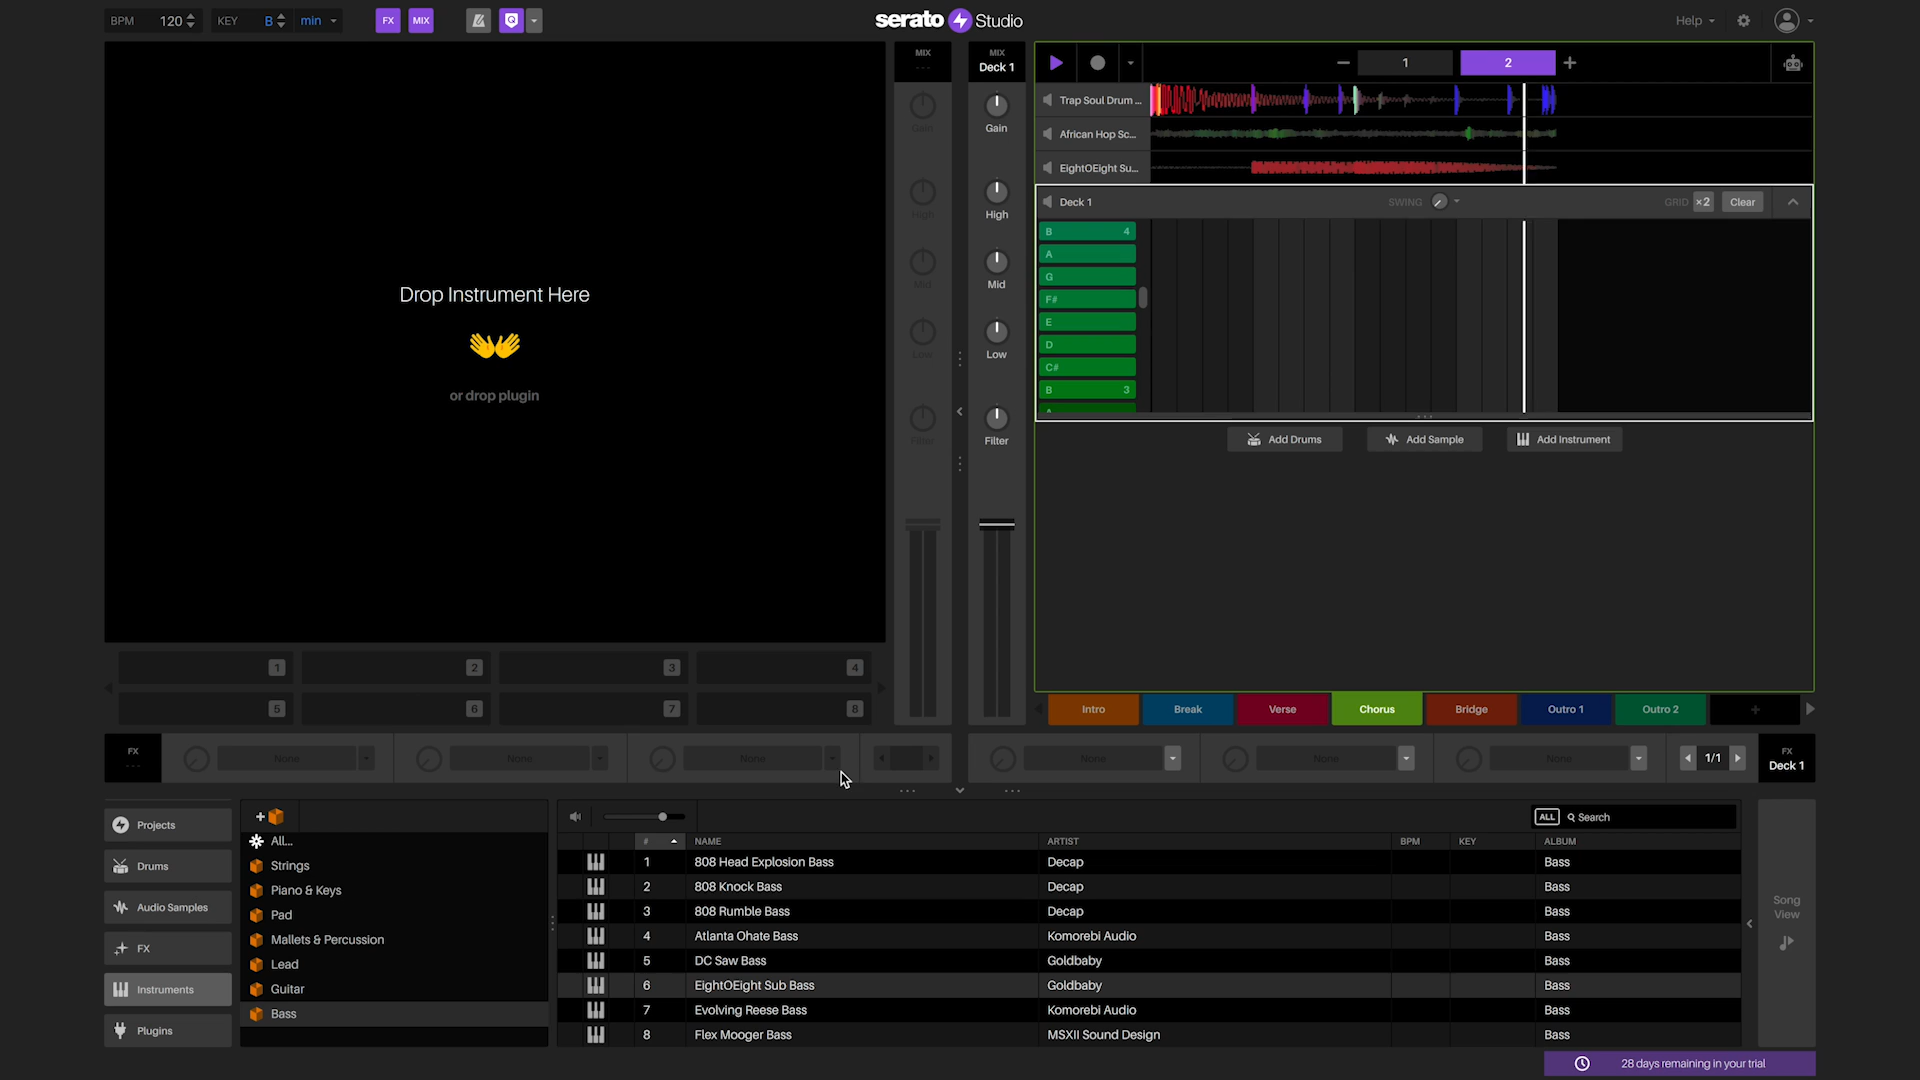 BPM 120 KEY B min FX MIX serato Studio Help
MIX
---
MIX
Deck 1
1 2
Trap Soul Drum ...
African Hop Sc...
EightOEight Su...
Gain Gain
High High
Mid Mid
Low Low
Filter Filter
Deck 1 SWING GRID ×2 Clear
B 4
A
G
F#
E
D
C#
B 3
A
Drop Instrument Here
or drop plugin
Add Drums Add Sample Add Instrument
1 2 3 4
5 6 7 8
Intro Break Verse Chorus Bridge Outro 1 Outro 2 +
FX
---
None None None
None None None
1/1
FX
Deck 1
Projects
Drums
Audio Samples
FX
Instruments
Plugins
All...
Strings
Piano & Keys
Pad
Mallets & Percussion
Lead
Guitar
Bass
ALL Search
# NAME ARTIST BPM KEY ALBUM
1 808 Head Explosion Bass Decap Bass
2 808 Knock Bass Decap Bass
3 808 Rumble Bass Decap Bass
4 Atlanta Ohate Bass Komorebi Audio Bass
5 DC Saw Bass Goldbaby Bass
6 EightOEight Sub Bass Goldbaby Bass
7 Evolving Reese Bass Komorebi Audio Bass
8 Flex Mooger Bass MSXII Sound Design Bass
Song
View
28 days remaining in your trial